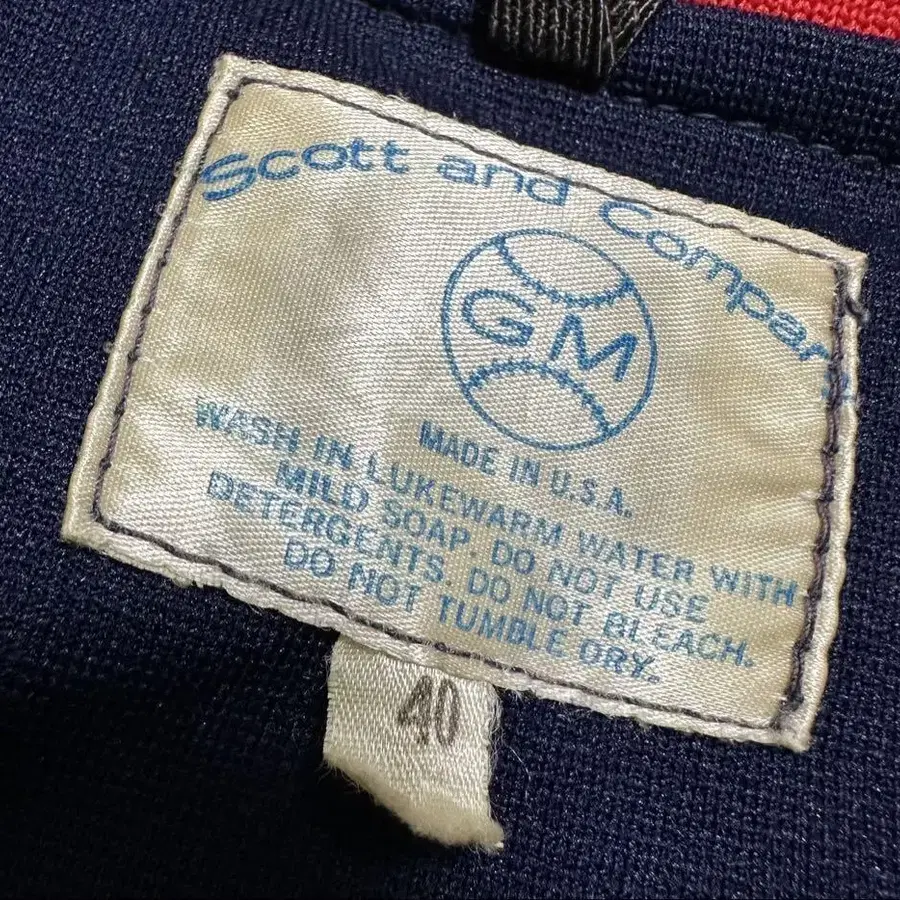 Scott and Company
GM
MADE IN U.S.A.
WASH IN LUKEWARM WATER WITH
MILD SOAP. DO NOT USE
DETERGENTS. DO NOT BLEACH.
DO NOT TUMBLE DRY.
40